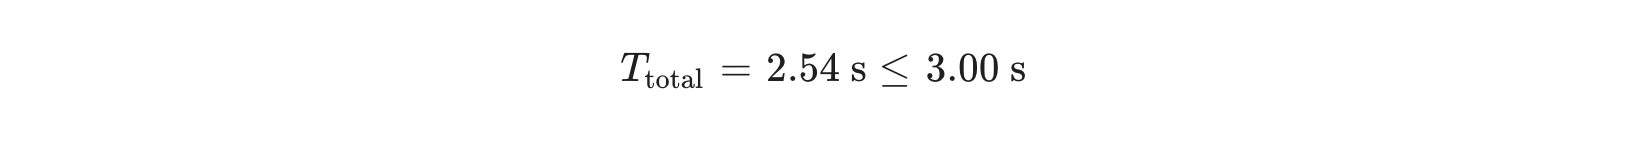 T_total = 2.54 s ≤ 3.00 s